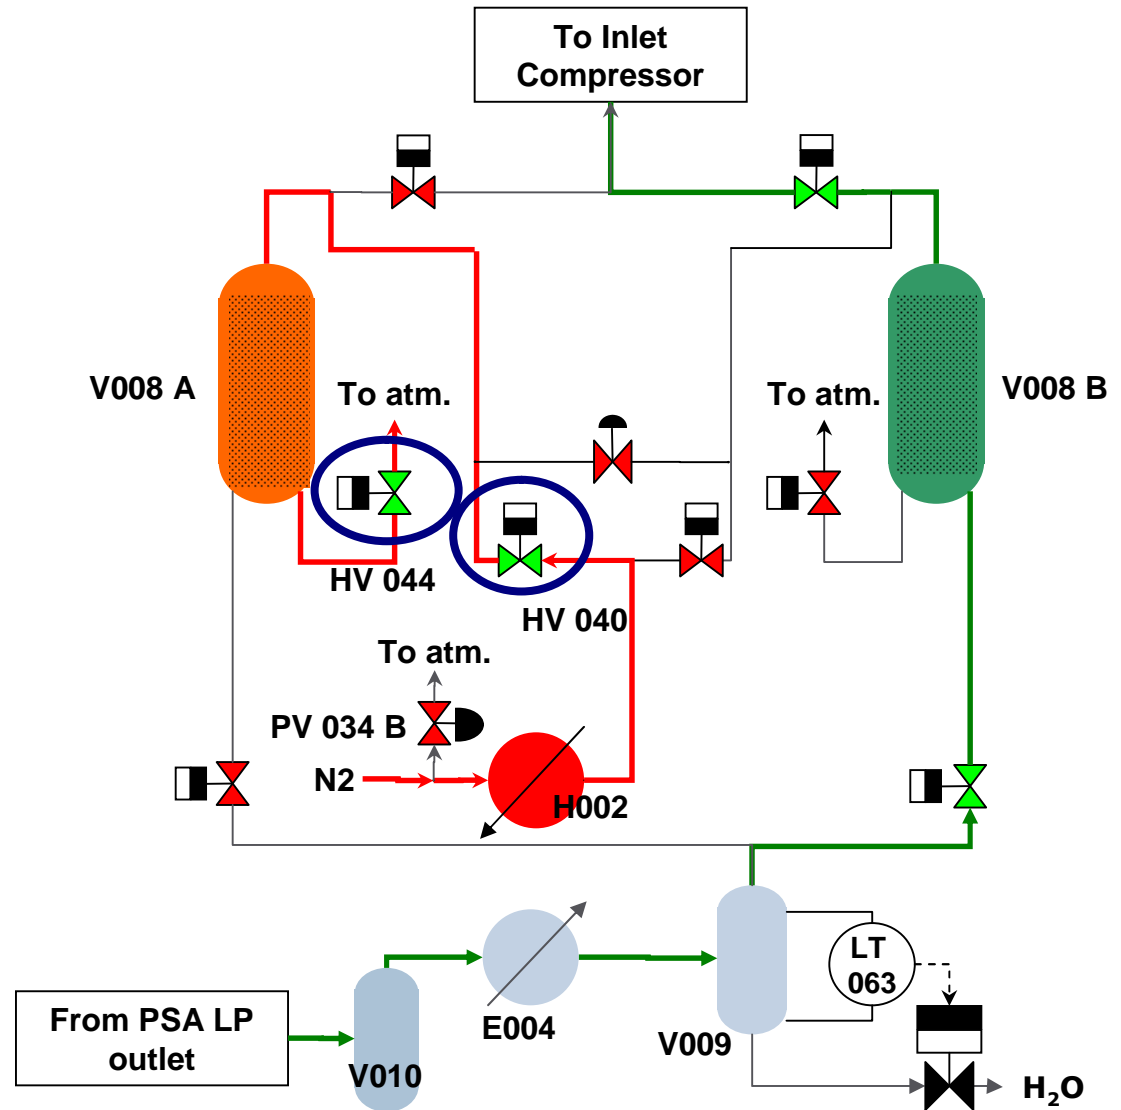 To Inlet
Compressor
V008 A
To atm.
To atm.
V008 B
HV 044
HV 040
To atm.
PV 034 B
N2
H002
LT
063
From PSA LP
outlet
V010
E004
V009
H₂O